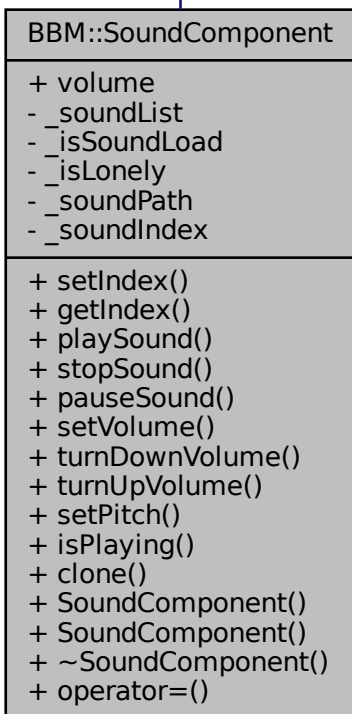 BBM::SoundComponent
+ volume
- _soundList
- _isSoundLoad
- _isLonely
- _soundPath
- _soundIndex
+ setIndex()
+ getIndex()
+ playSound()
+ stopSound()
+ pauseSound()
+ setVolume()
+ turnDownVolume()
+ turnUpVolume()
+ setPitch()
+ isPlaying()
+ clone()
+ SoundComponent()
+ SoundComponent()
+ ~SoundComponent()
+ operator=()